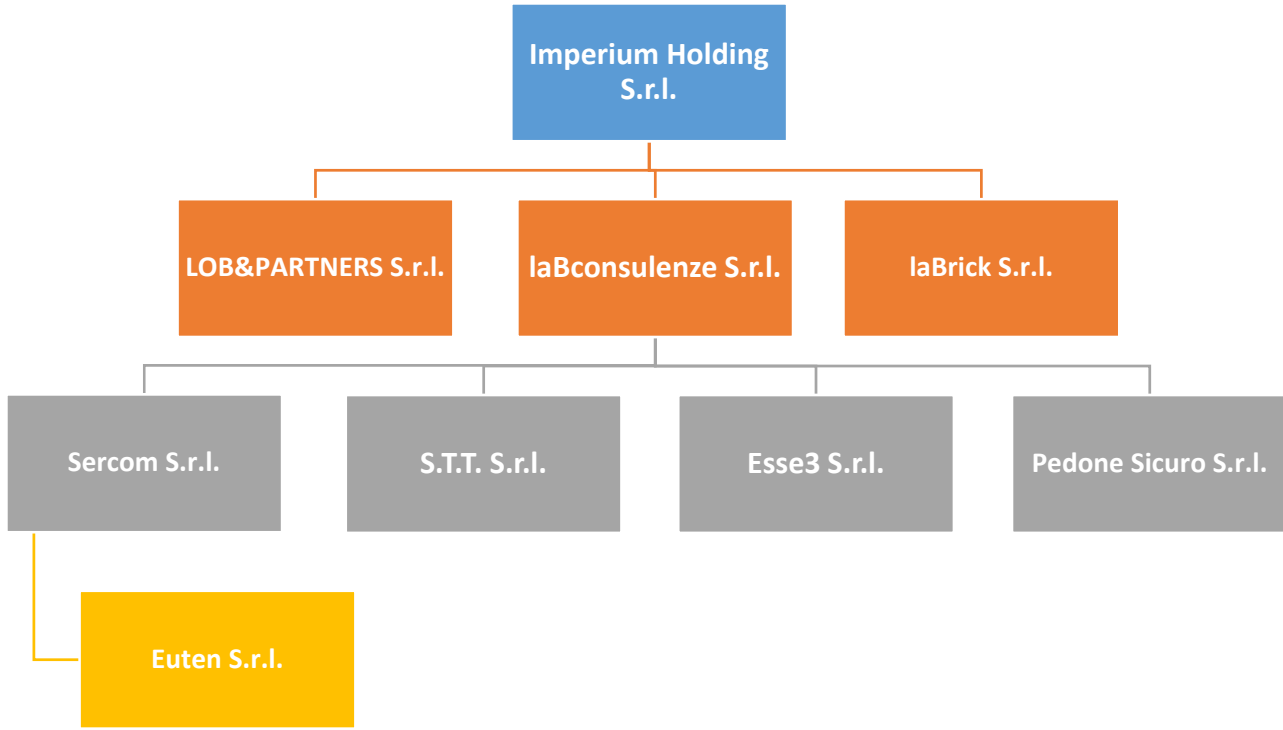 Imperium Holding
S.r.l.
LOB&PARTNERS S.r.l.
laBconsulenze S.r.l.
laBrick S.r.l.
Sercom S.r.l.
S.T.T. S.r.l.
Esse3 S.r.l.
Pedone Sicuro S.r.l.
Euten S.r.l.